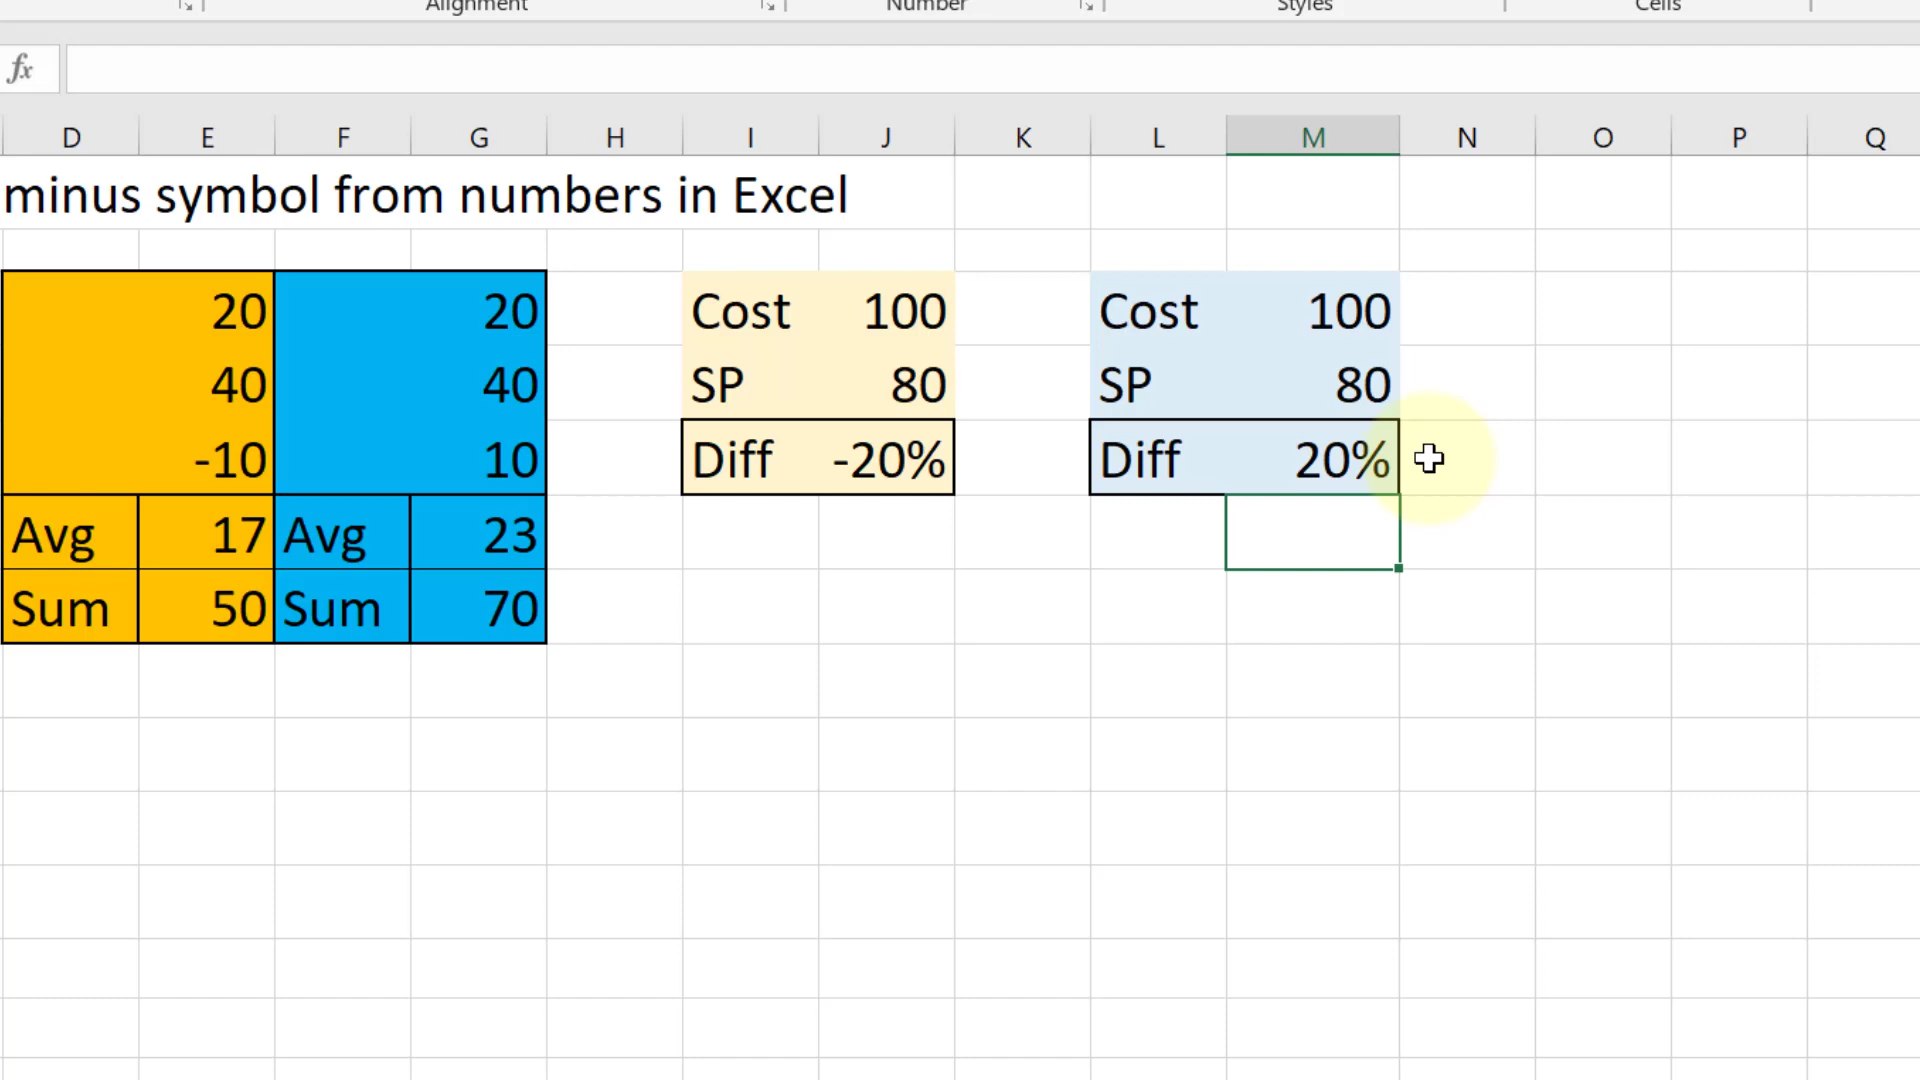 Alignment Number Styles Cells
fx
D E F G H I J K L M N O P Q
minus symbol from numbers in Excel
20 20 Cost 100 Cost 100
40 40 SP 80 SP 80
-10 10 Diff -20% Diff 20%
Avg 17 Avg 23
Sum 50 Sum 70